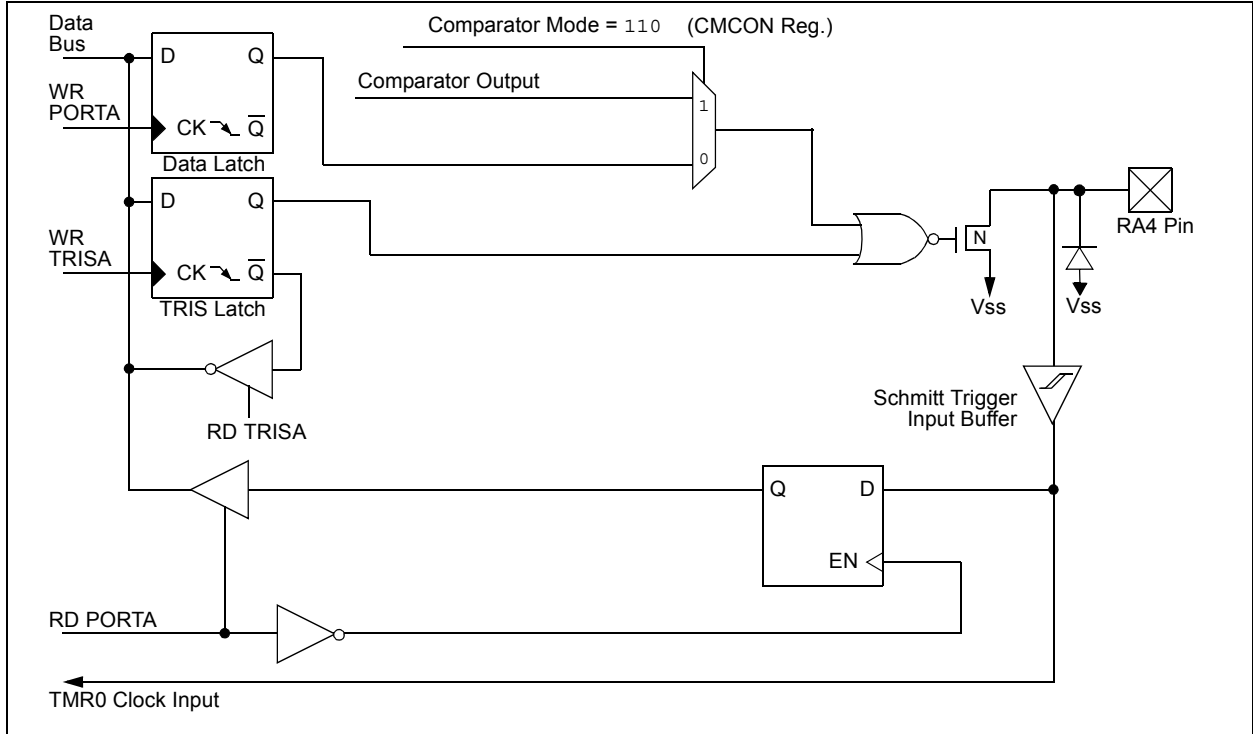 Data
Bus
Comparator Mode = 110 (CMCON Reg.)
D Q
Comparator Output
WR
PORTA
1
CK Q
0
Data Latch
D Q
RA4 Pin
WR
TRISA
N
CK Q
TRIS Latch
Vss
Vss
Schmitt Trigger
Input Buffer
RD TRISA
Q D
EN
RD PORTA
TMR0 Clock Input